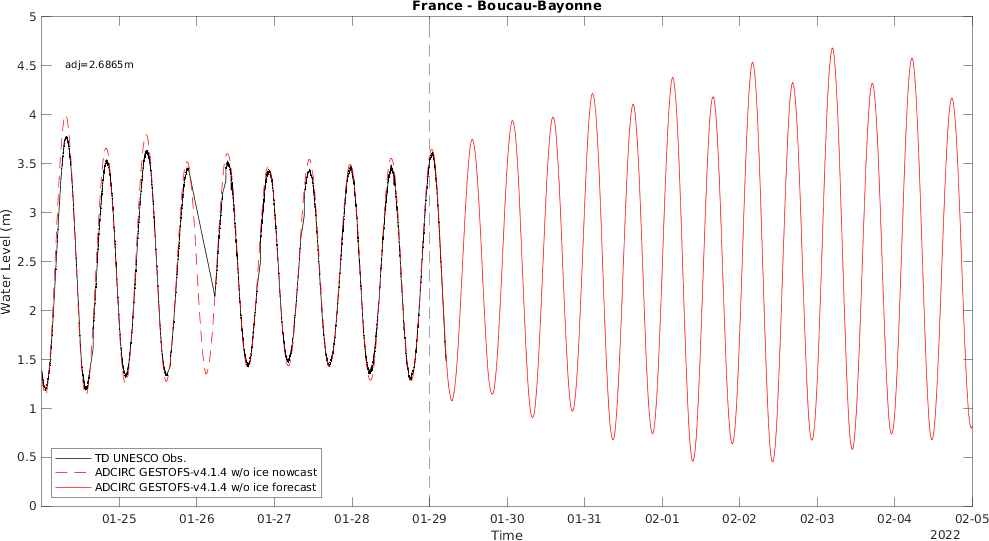 France - Boucau-Bayonne
adj=2.6865m
Water Level (m)
5
4.5
4
3.5
3
2.5
2
1.5
1
0.5
0
TD UNESCO Obs.
ADCIRC GESTOFS-v4.1.4 w/o ice nowcast
ADCIRC GESTOFS-v4.1.4 w/o ice forecast
01-25 01-26 01-27 01-28 01-29 01-30 01-31 02-01 02-02 02-03 02-04 02-05
Time
2022